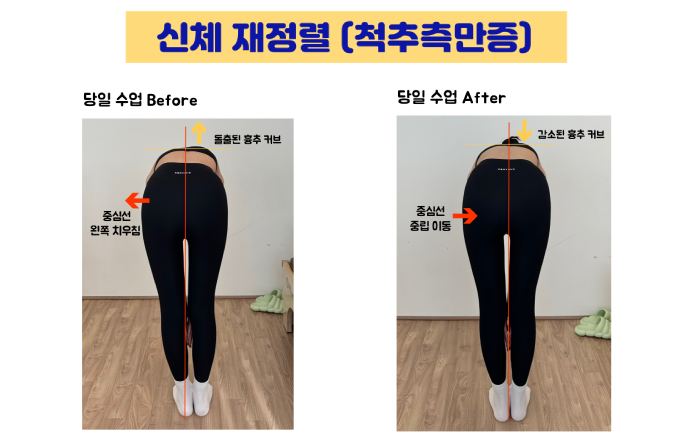 신체 재정렬 (척추측만증)
당일 수업 Before
당일 수업 After
돌출된 흉추 커브
중심선
왼쪽 치우침
감소된 흉추 커브
중심선
중립 이동